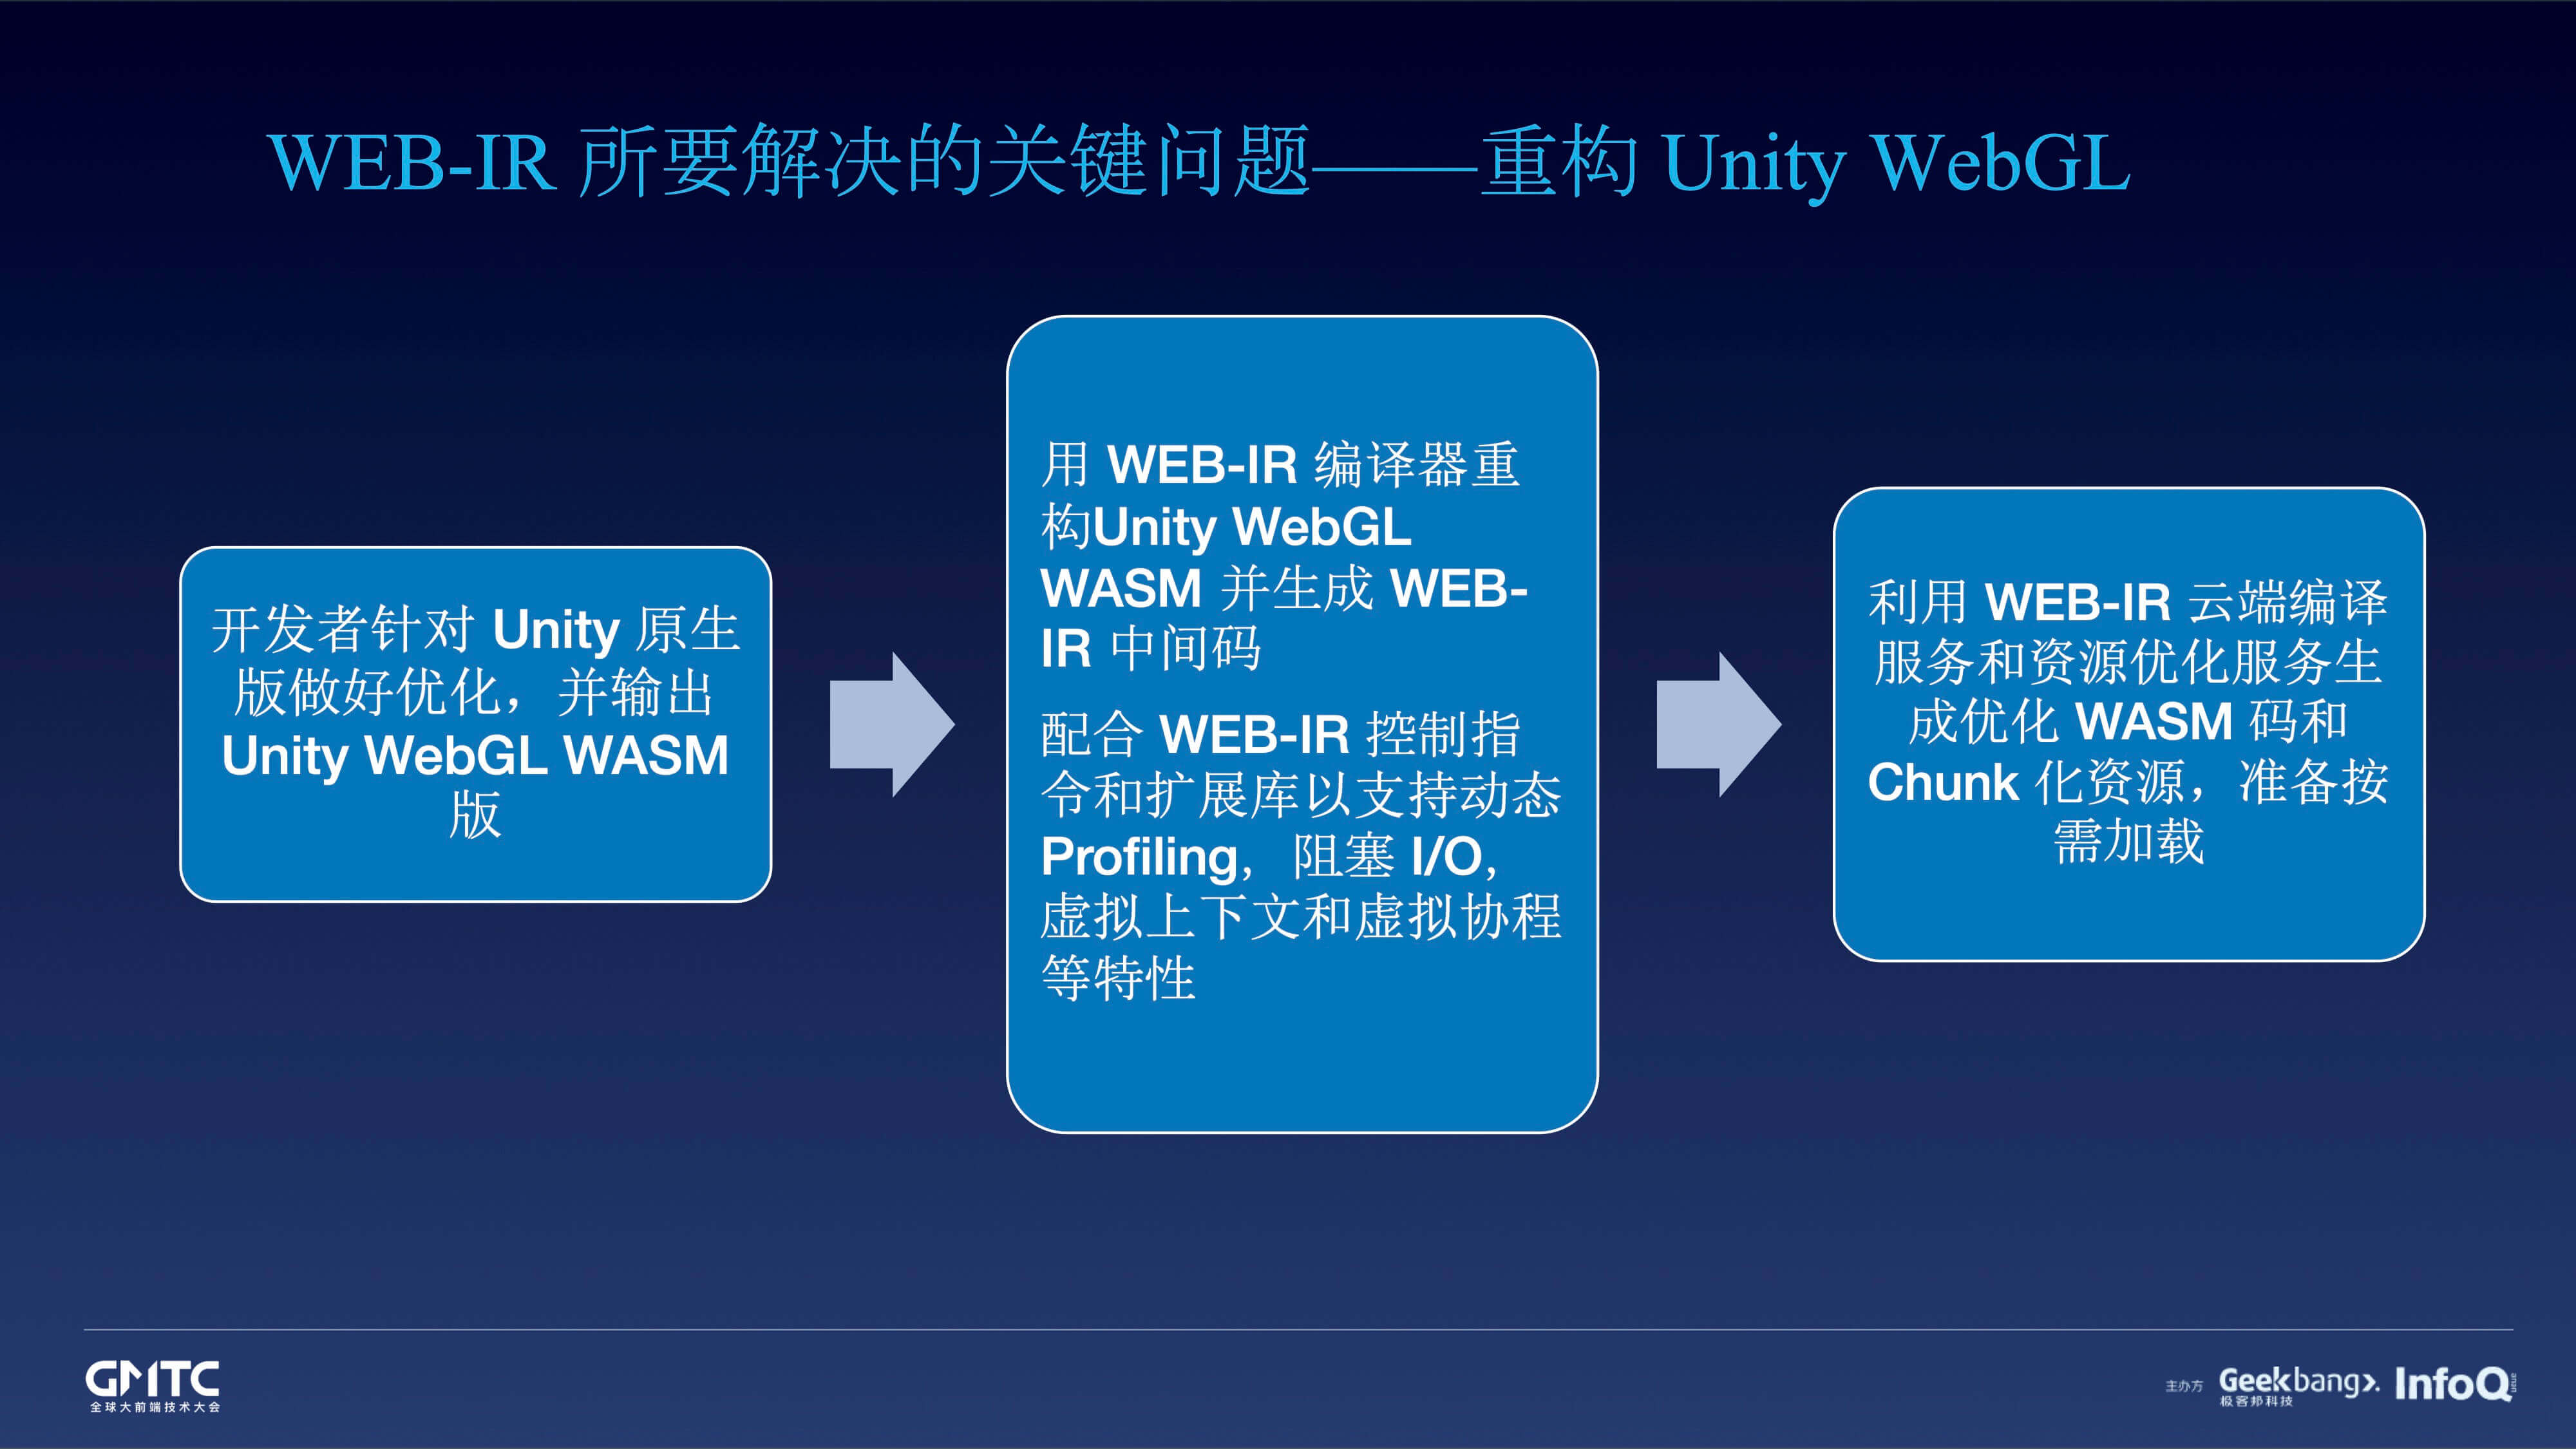 WEB-IR 所要解决的关键问题——重构 Unity WebGL
开发者针对 Unity 原生
版做好优化，并输出
Unity WebGL WASM
版
用 WEB-IR 编译器重
构Unity WebGL
WASM 并生成 WEB-
IR 中间码
配合 WEB-IR 控制指
令和扩展库以支持动态
Profiling，阻塞 I/O，
虚拟上下文和虚拟协程
等特性
利用 WEB-IR 云端编译
服务和资源优化服务生
成优化 WASM 码和
Chunk 化资源，准备按
需加载
GMTC
全球大前端技术大会
主办方 Geekbang>. InfoQ
极客邦科技